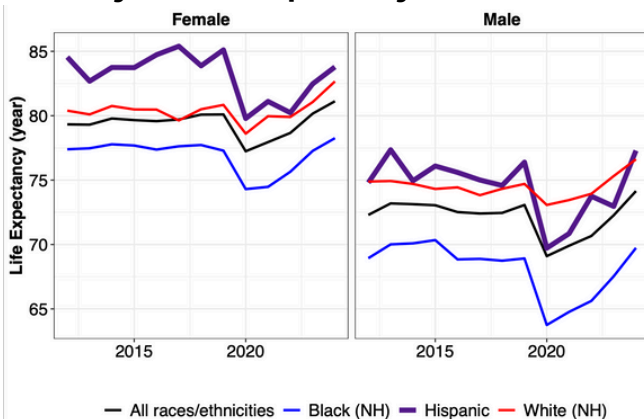 Female
Male
Life Expectancy (year)
85
80
75
70
65
2015
2020
2015
2020
All races/ethnicities
Black (NH)
Hispanic
White (NH)